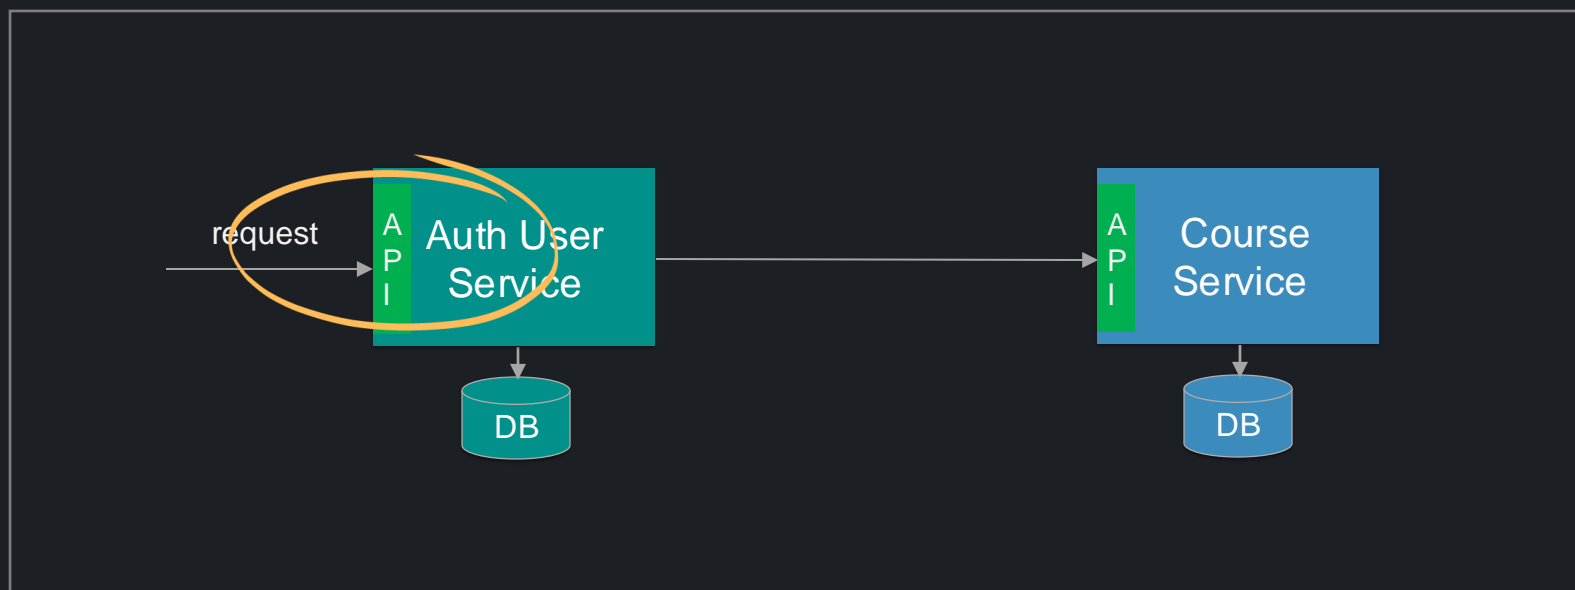 request
A
P
I
Auth User
Service
DB
A
P
I
Course
Service
DB